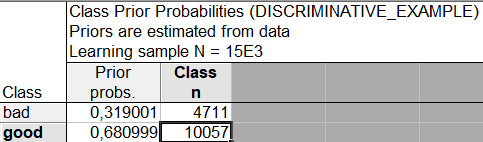 Class Prior Probabilities (DISCRIMINATIVE_EXAMPLE)
Priors are estimated from data
Learning sample N = 15E3
Class Prior probs. Class n
bad 0,319001 4711
good 0,680999 10057